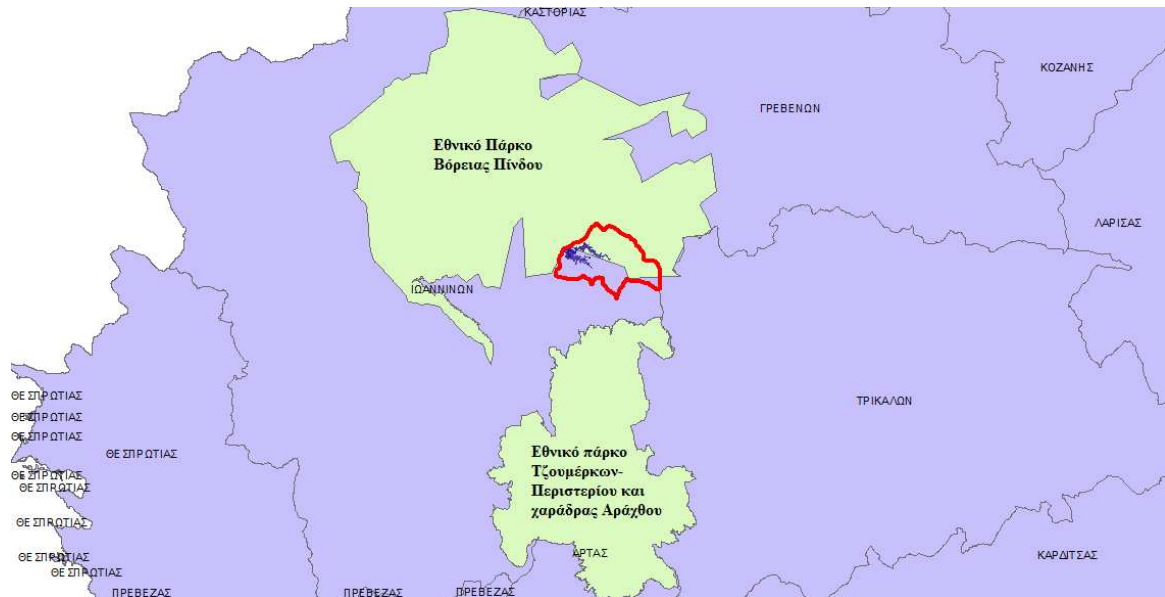 ΚΑΣΤΟΡΙΑΣ
ΚΟΖΑΝΗΣ
ΓΡΕΒΕΝΩΝ
Εθνικό Πάρκο
Βόρειας Πίνδου
ΛΑΡΙΣΑΣ
ΙΩΑΝΝΙΝΩΝ
ΘΕΣΠΡΩΤΙΑΣ
ΤΡΙΚΑΛΩΝ
ΘΕΣΠΡΩΤΙΑΣ
ΘΕΣΠΡΩΤΙΑΣ
ΘΕΣΠΡΩΤΙΑΣ
Εθνικό πάρκο
Τζουμέρκων-
Περιστερίου και
χαράδρας Αράχθου
ΘΕΣΠΡΩΤΙΑΣ
ΘΕΣΠΡΩΤΙΑΣ
ΘΕΣΠΡΩΤΙΑΣ
ΑΡΤΑΣ
ΚΑΡΔΙΤΣΑΣ
ΘΕΣΠΡΩΤΙΑΣ
ΘΕΣΠΡΩΤΙΑΣ
ΠΡΕΒΕΖΑΣ
ΠΡΕΒΕΖΑΣ
ΠΡΕΒΕΖΑΣ